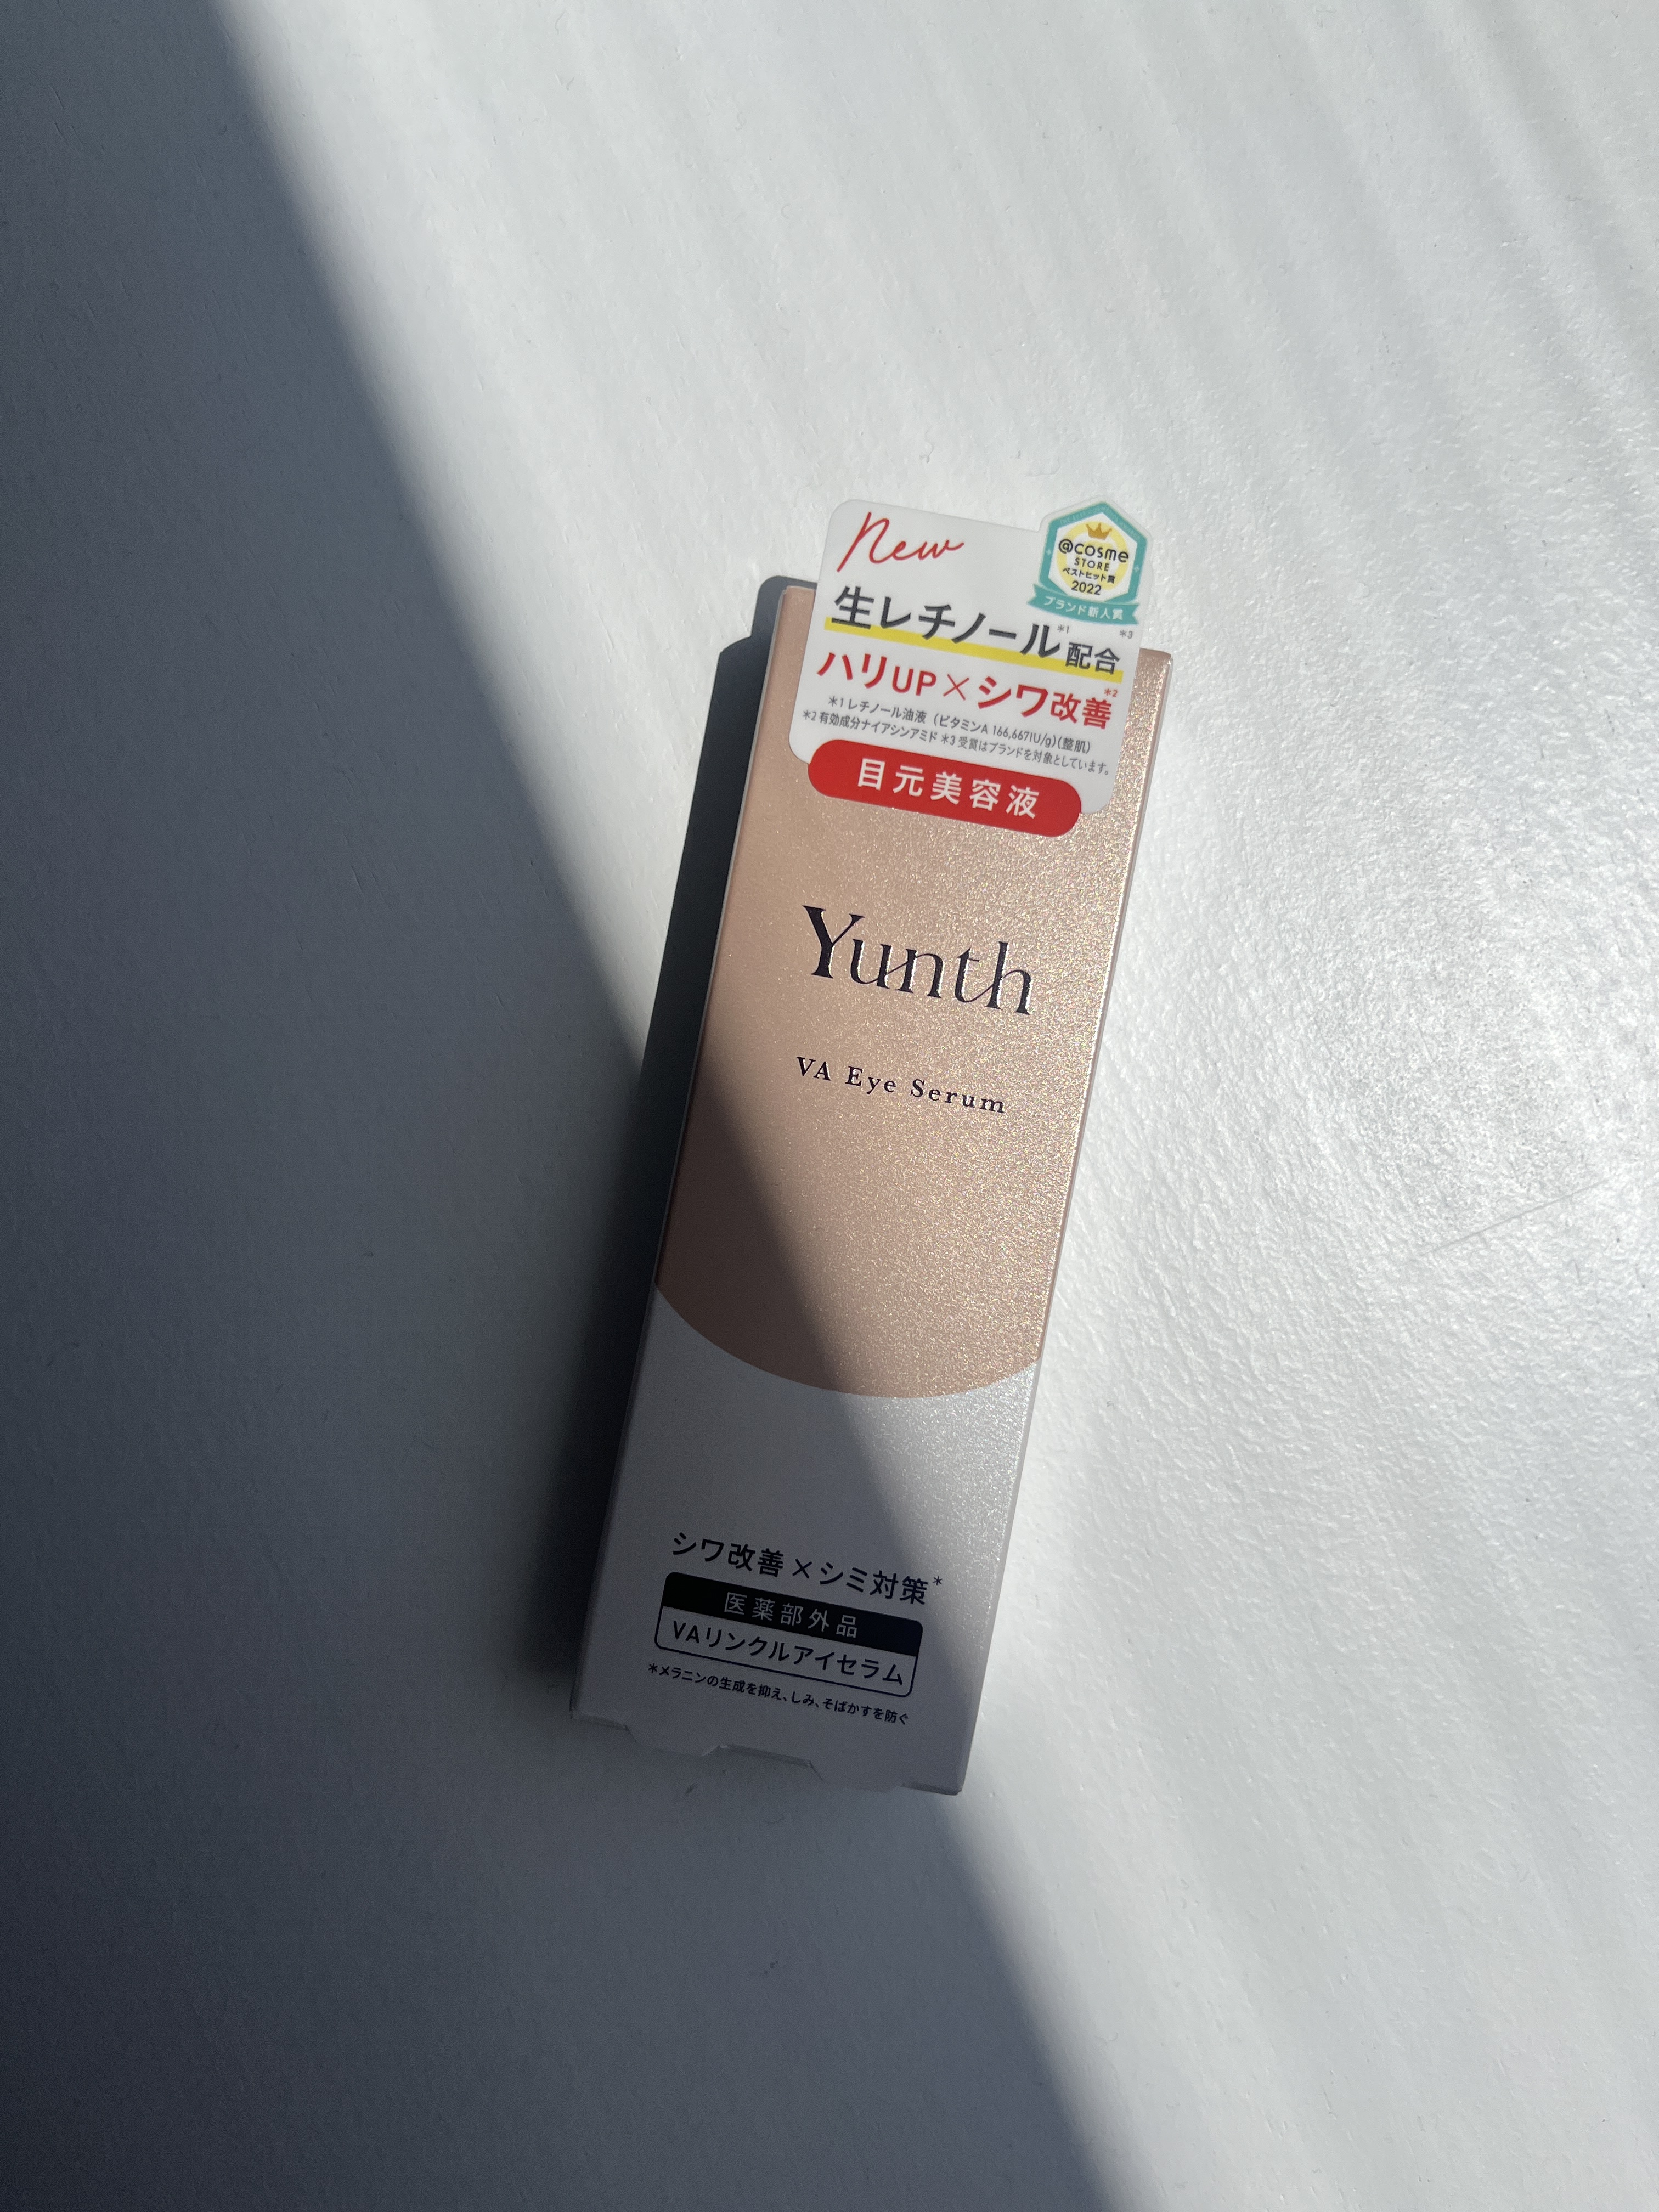 New
@cosme
STORE
ベストヒット賞
2022
ブランド新人賞
*3
生レチノール*1配合
ハリUP×シワ改善*2
*1 レチノール油液(ビタミンA 166,667IU/g)(整肌)
*2 有効成分ナイアシンアミド *3 受賞はブランドを対象としています。
目元美容液
Yunth
VA Eye Serum
シワ改善×シミ対策*
医薬部外品
VAリンクルアイセラム
*メラニンの生成を抑え、しみ、そばかすを防ぐ